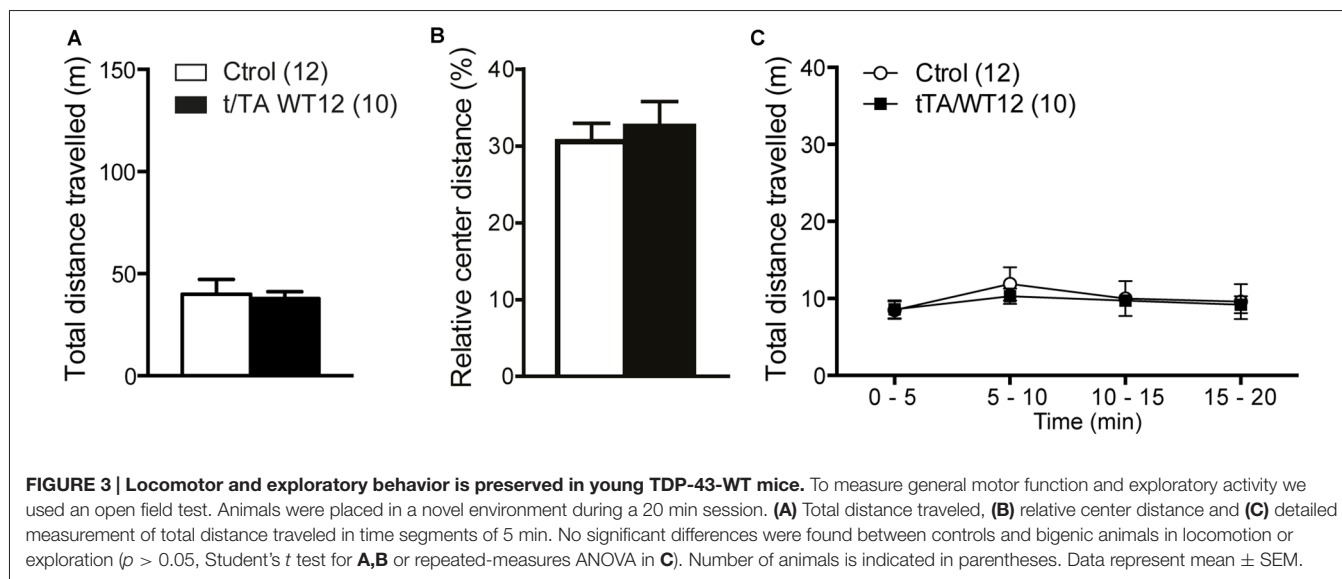 A
Total distance travelled (m)
150
100
50
0
Ctrol (12)
t/TA WT12 (10)
B
Relative center distance (%)
40
30
20
10
0
C
Total distance travelled (m)
40
30
20
10
0
Ctrol (12)
tTA/WT12 (10)
0 - 5 5 - 10 10 - 15 15 - 20
Time (min)
FIGURE 3 | Locomotor and exploratory behavior is preserved in young TDP-43-WT mice. To measure general motor function and exploratory activity we
used an open field test. Animals were placed in a novel environment during a 20 min session. (A) Total distance traveled, (B) relative center distance and (C) detailed
measurement of total distance traveled in time segments of 5 min. No significant differences were found between controls and bigenic animals in locomotion or
exploration (p > 0.05, Student's t test for A,B or repeated-measures ANOVA in C). Number of animals is indicated in parentheses. Data represent mean ± SEM.